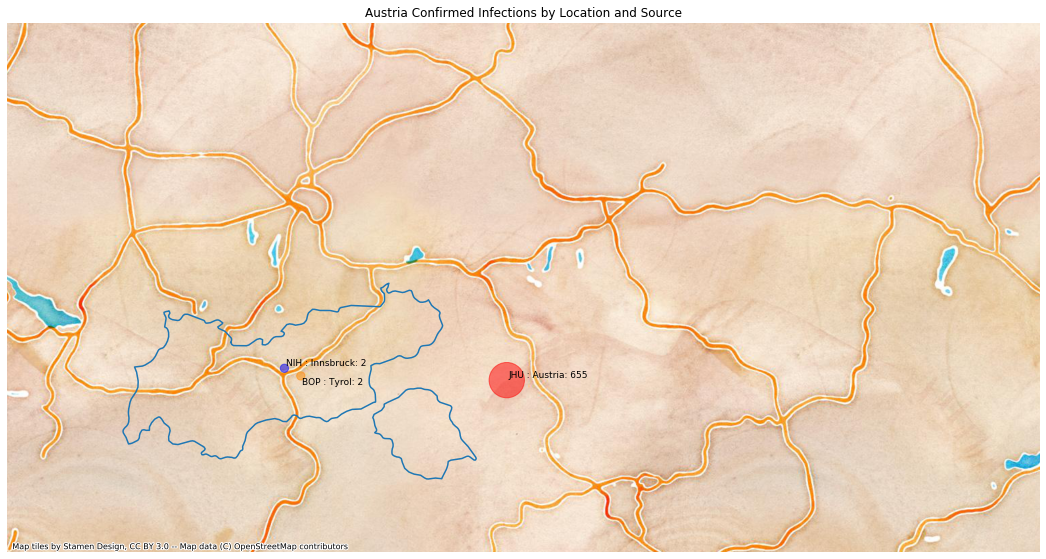 Austria Confirmed Infections by Location and Source
NIH : Innsbruck: 2
JHU : Austria: 655
BOP : Tyrol: 2
Map tiles by Stamen Design, CC BY 3.0 -- Map data (C) OpenStreetMap contributors